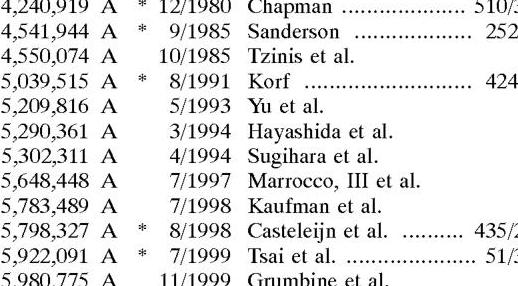 4,240,919 A * 12/1980 Chapman .................... 510/3
4,541,944 A * 9/1985 Sanderson ................... 252
4,550,074 A 10/1985 Tzinis et al.
5,039,515 A * 8/1991 Korf ........................... 424
5,209,816 A 5/1993 Yu et al.
5,290,361 A 3/1994 Hayashida et al.
5,302,311 A 4/1994 Sugihara et al.
5,648,448 A 7/1997 Marrocco, III et al.
5,783,489 A 7/1998 Kaufman et al.
5,798,327 A * 8/1998 Casteleijn et al. .......... 435/2
5,922,091 A * 7/1999 Tsai et al. ..................... 51/3
5,980,775 A 11/1999 Grumbine et al.